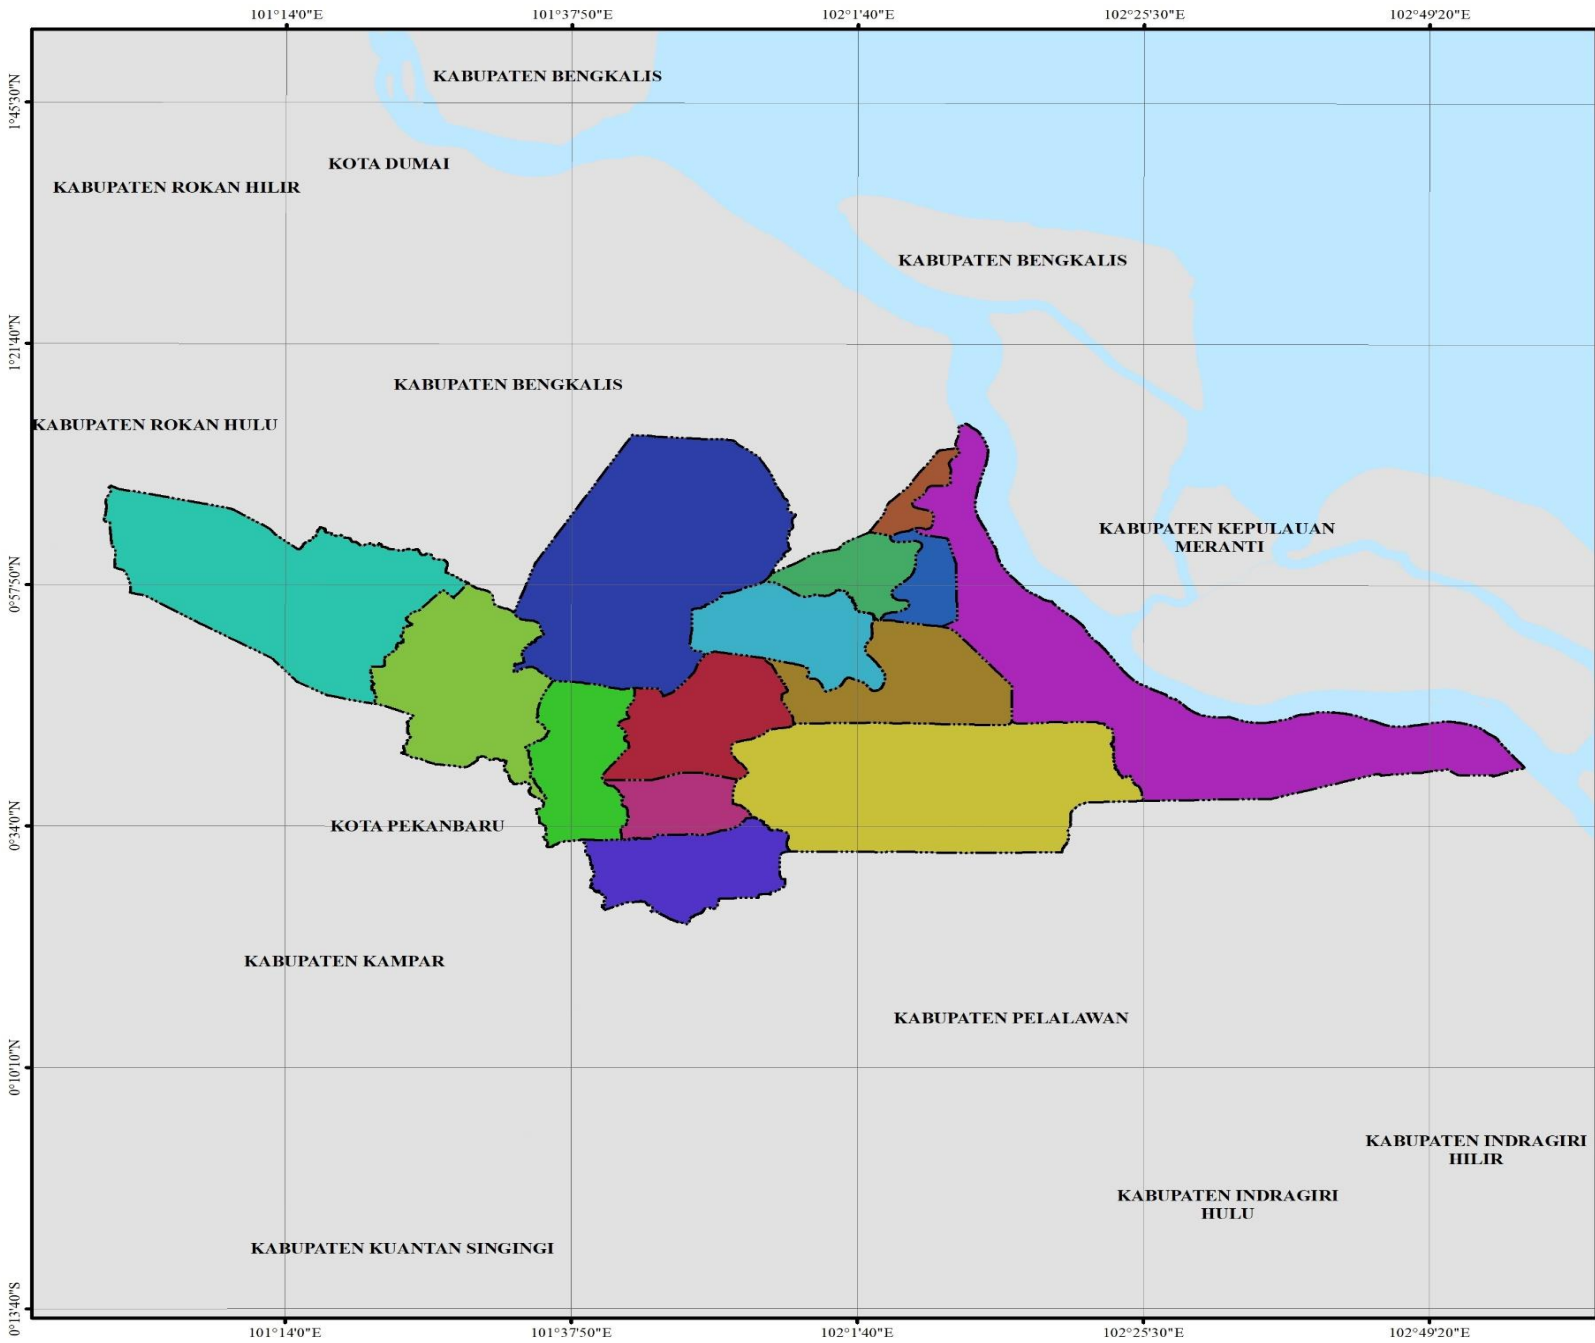 101°14'0"E
101°37'50"E
102°1'40"E
102°25'30"E
102°49'20"E
KABUPATEN BENGKALIS
1°45'30"N
KOTA DUMAI
KABUPATEN ROKAN HILIR
KABUPATEN BENGKALIS
1°21'40"N
KABUPATEN BENGKALIS
KABUPATEN ROKAN HULU
KABUPATEN KEPULAUAN
MERANTI
0°57'50"N
KOTA PEKANBARU
0°34'0"N
KABUPATEN KAMPAR
KABUPATEN PELALAWAN
0°10'10"N
KABUPATEN INDRAGIRI
HILIR
KABUPATEN INDRAGIRI
HULU
KABUPATEN KUANTAN SINGINGI
0°13'40"S
101°14'0"E
101°37'50"E
102°1'40"E
102°25'30"E
102°49'20"E